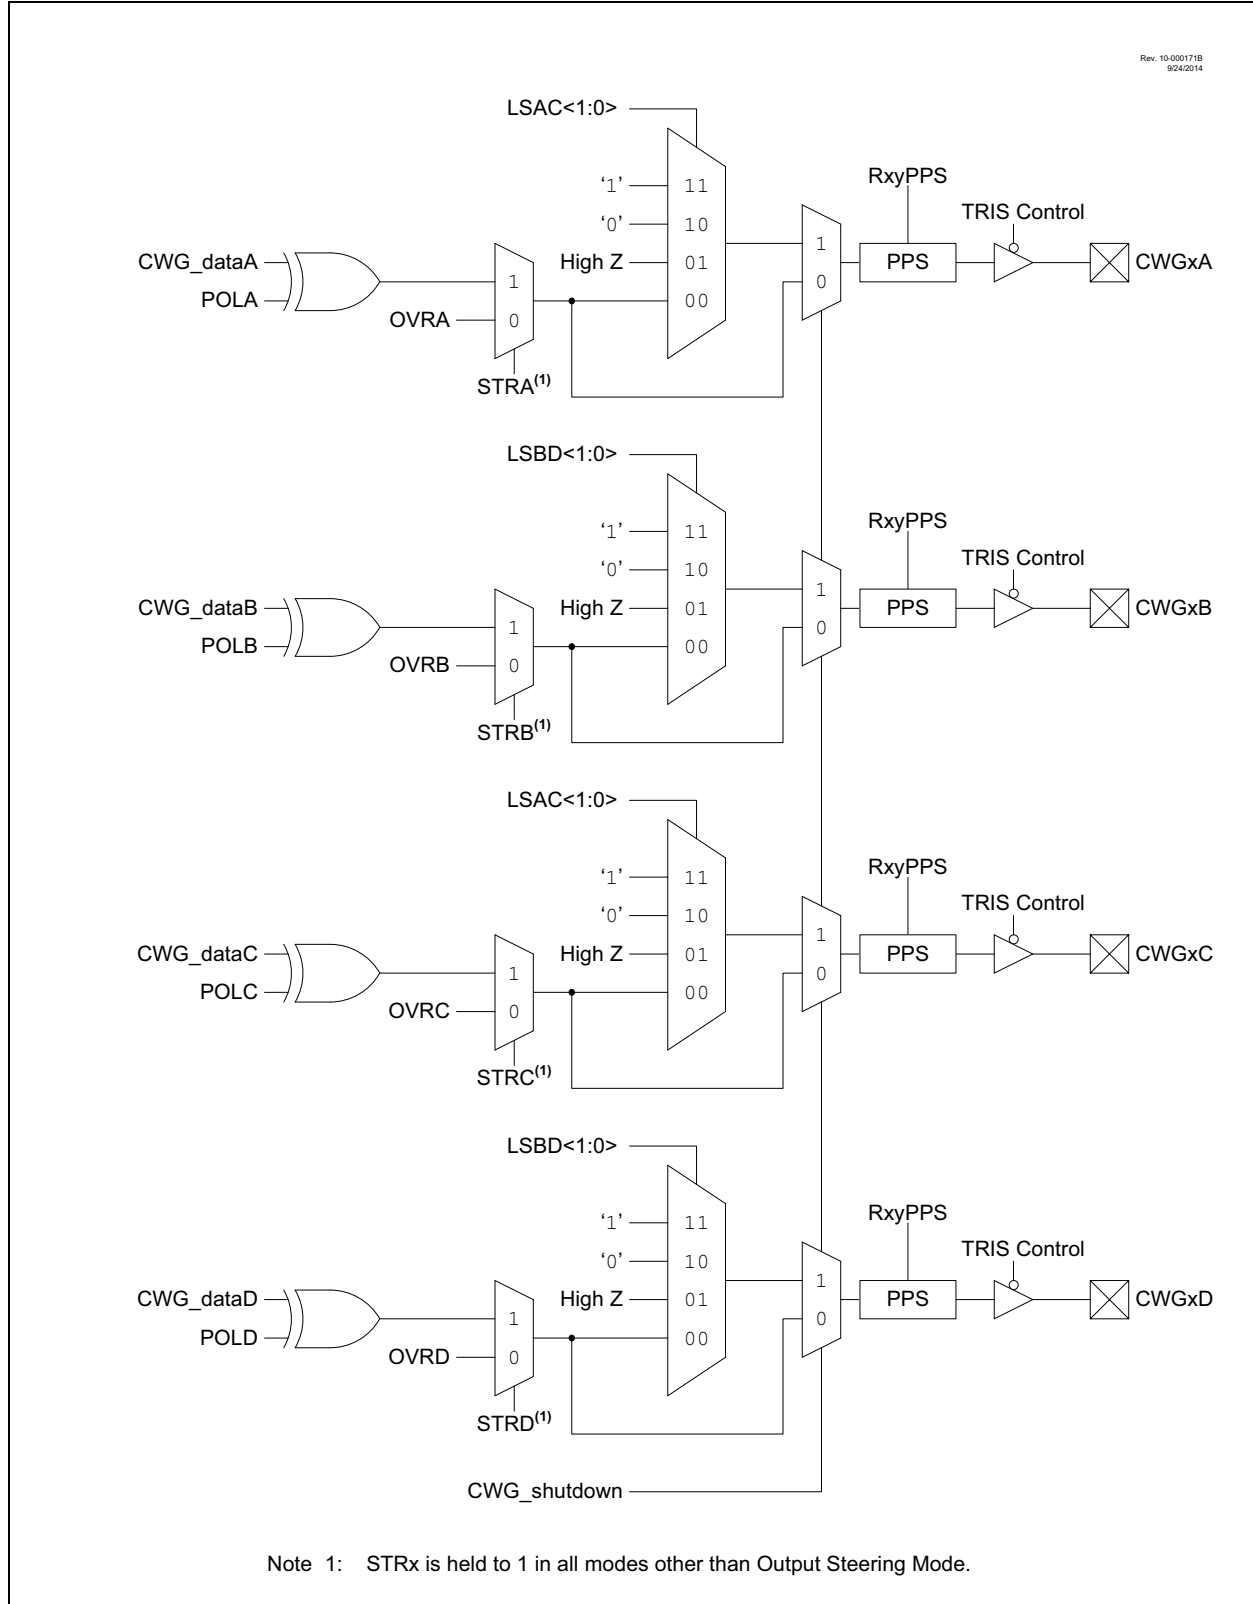 Rev. 10-000171B
9/24/2014
LSAC<1:0>
'1' 11
'0' 10
High Z 01
00
CWG_dataA
POLA
OVRA
1
0
STRA(1)
1
0
RxyPPS
PPS
TRIS Control
CWGxA
LSBD<1:0>
'1' 11
'0' 10
High Z 01
00
CWG_dataB
POLB
OVRB
1
0
STRB(1)
1
0
RxyPPS
PPS
TRIS Control
CWGxB
LSAC<1:0>
'1' 11
'0' 10
High Z 01
00
CWG_dataC
POLC
OVRC
1
0
STRC(1)
1
0
RxyPPS
PPS
TRIS Control
CWGxC
LSBD<1:0>
'1' 11
'0' 10
High Z 01
00
CWG_dataD
POLD
OVRD
1
0
STRD(1)
1
0
RxyPPS
PPS
TRIS Control
CWGxD
CWG_shutdown
Note 1: STRx is held to 1 in all modes other than Output Steering Mode.